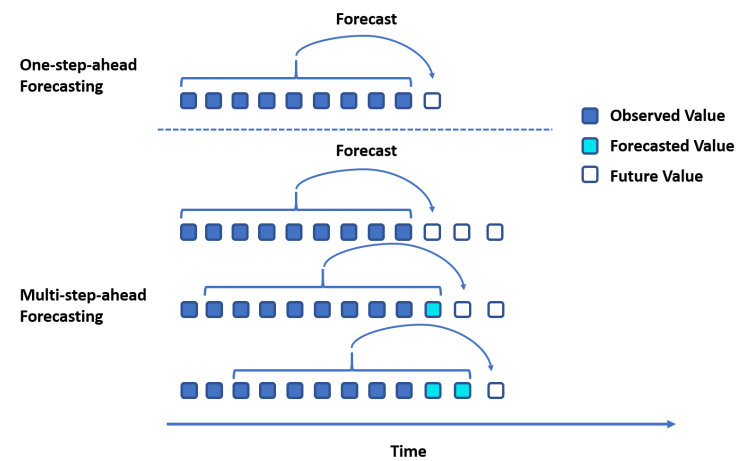 Forecast
One-step-ahead
Forecasting
Observed Value
Forecasted Value
Future Value
Forecast
Multi-step-ahead
Forecasting
Time